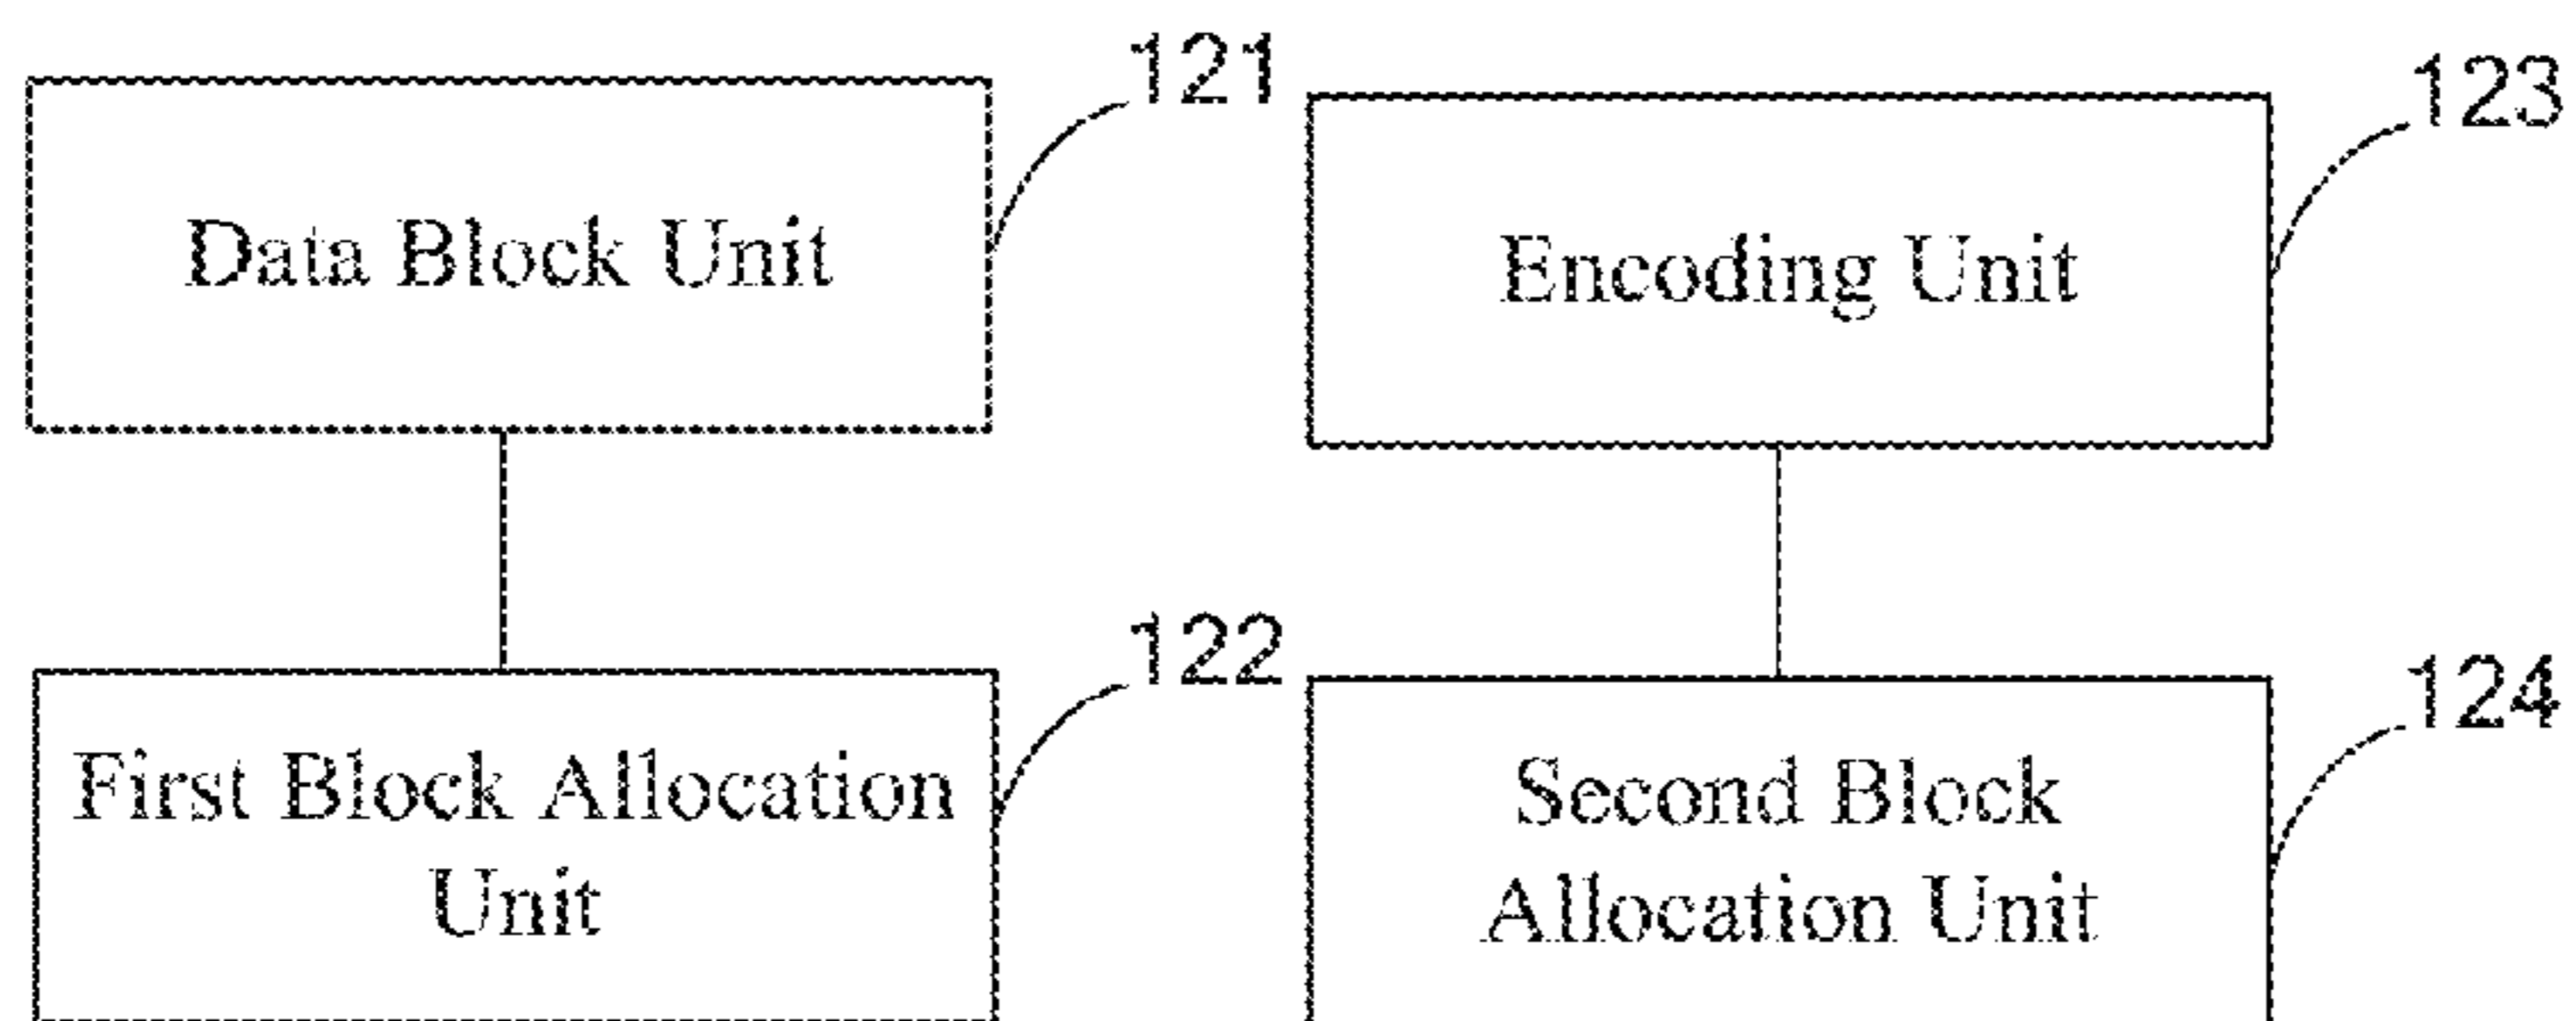 121
Data Block Unit
123
Encoding Unit
122
First Block Allocation
Unit
124
Second Block
Allocation Unit